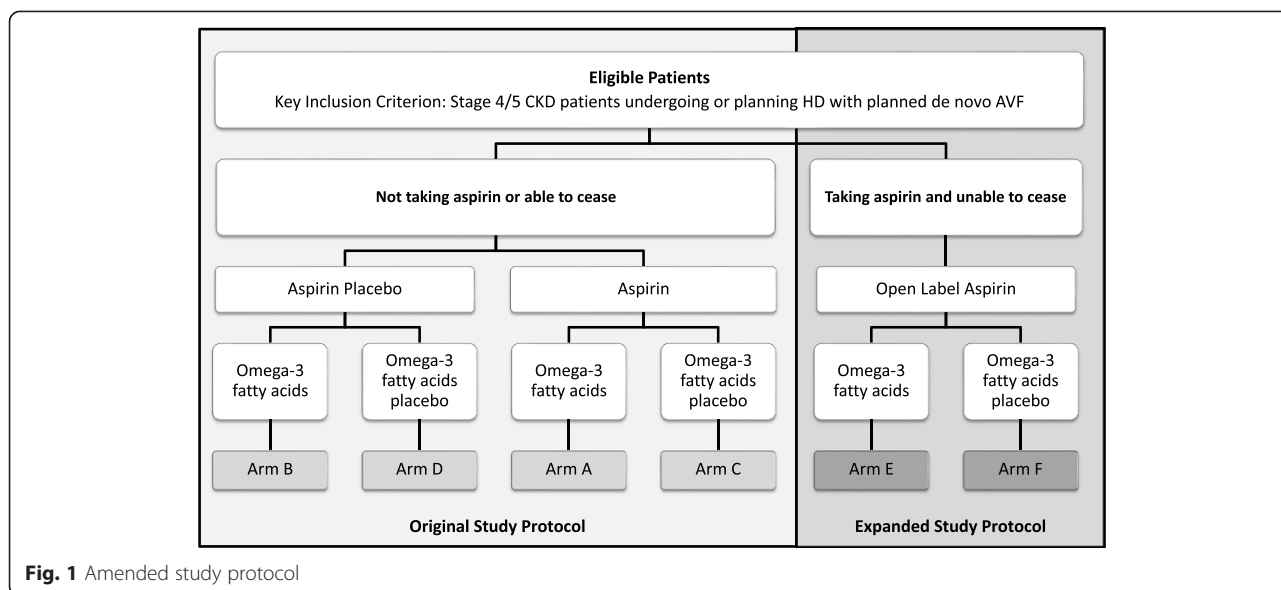 Eligible Patients
Key Inclusion Criterion: Stage 4/5 CKD patients undergoing or planning HD with planned de novo AVF
Not taking aspirin or able to cease
Taking aspirin and unable to cease
Aspirin Placebo
Aspirin
Open Label Aspirin
Omega-3
fatty acids
Omega-3
fatty acids
placebo
Omega-3
fatty acids
Omega-3
fatty acids
placebo
Omega-3
fatty acids
Omega-3
fatty acids
placebo
Arm B
Arm D
Arm A
Arm C
Arm E
Arm F
Original Study Protocol
Expanded Study Protocol
Fig. 1 Amended study protocol